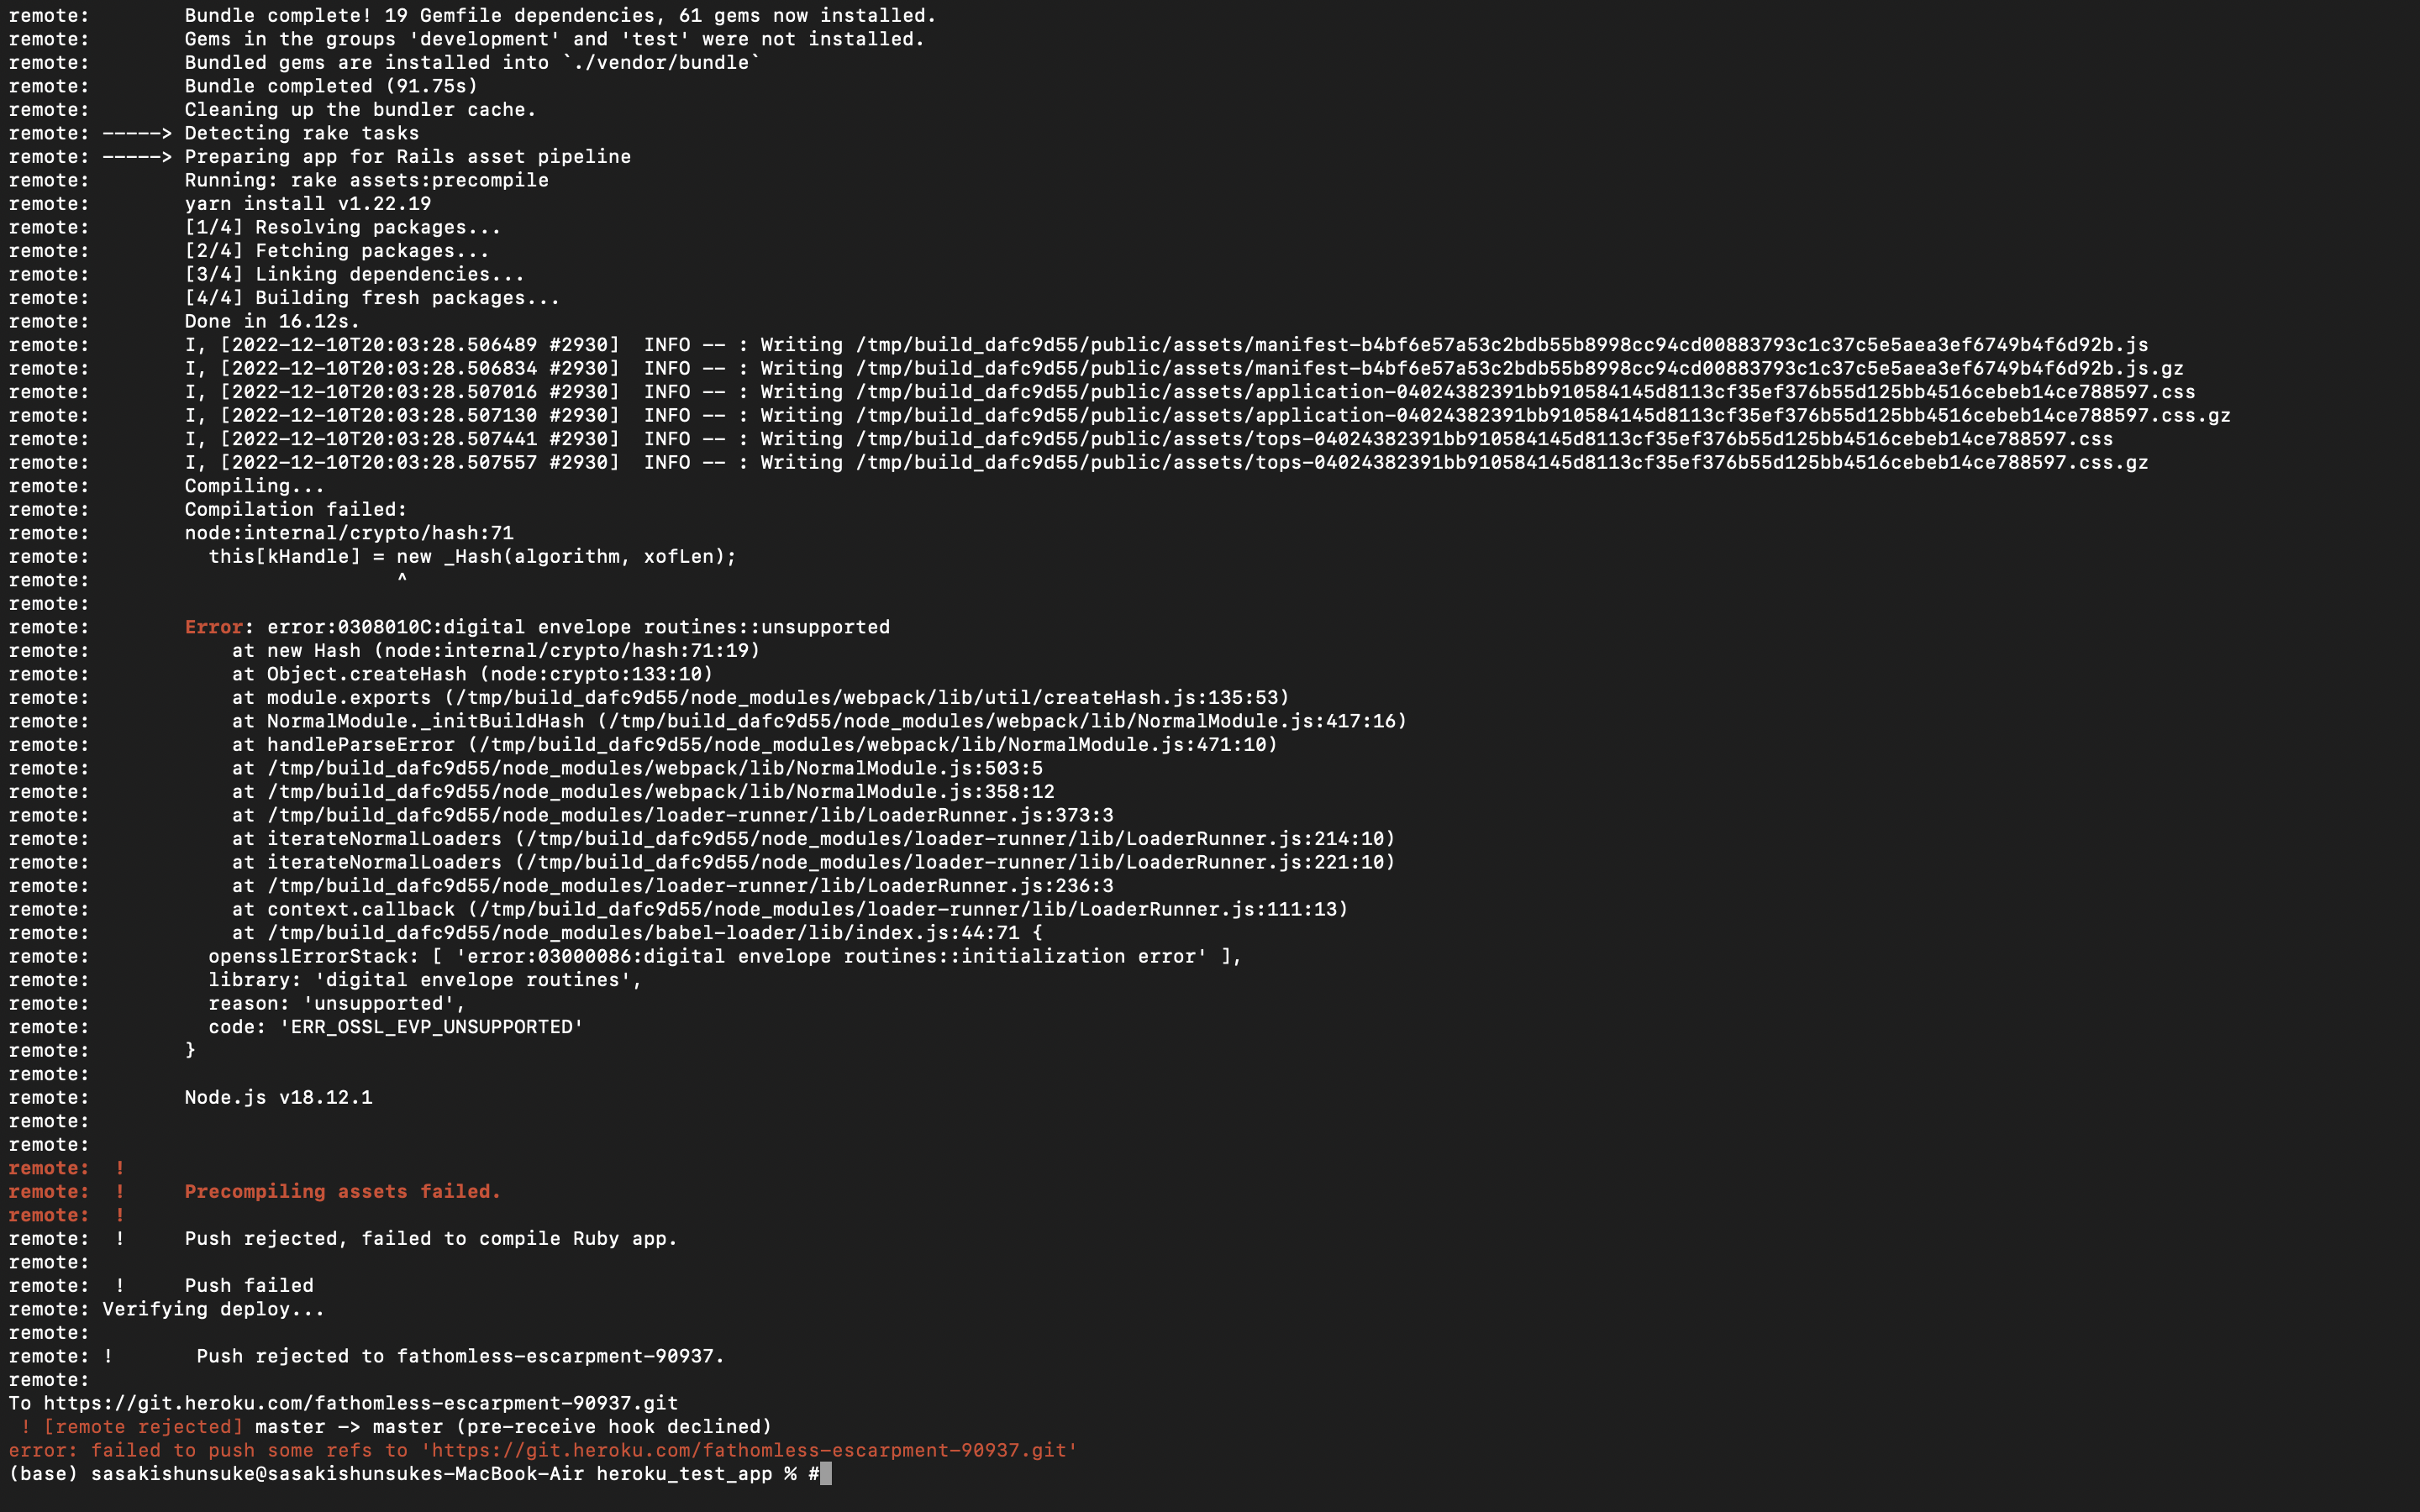 remote:        Bundle complete! 19 Gemfile dependencies, 61 gems now installed.
remote:        Gems in the groups 'development' and 'test' were not installed.
remote:        Bundled gems are installed into `./vendor/bundle`
remote:        Bundle completed (91.75s)
remote:        Cleaning up the bundler cache.
remote: -----> Detecting rake tasks
remote: -----> Preparing app for Rails asset pipeline
remote:        Running: rake assets:precompile
remote:        yarn install v1.22.19
remote:        [1/4] Resolving packages...
remote:        [2/4] Fetching packages...
remote:        [3/4] Linking dependencies...
remote:        [4/4] Building fresh packages...
remote:        Done in 16.12s.
remote:        I, [2022-12-10T20:03:28.506489 #2930]  INFO -- : Writing /tmp/build_dafc9d55/public/assets/manifest-b4bf6e57a53c2bdb55b8998cc94cd00883793c1c37c5e5aea3ef6749b4f6d92b.js
remote:        I, [2022-12-10T20:03:28.506834 #2930]  INFO -- : Writing /tmp/build_dafc9d55/public/assets/manifest-b4bf6e57a53c2bdb55b8998cc94cd00883793c1c37c5e5aea3ef6749b4f6d92b.js.gz
remote:        I, [2022-12-10T20:03:28.507016 #2930]  INFO -- : Writing /tmp/build_dafc9d55/public/assets/application-04024382391bb910584145d8113cf35ef376b55d125bb4516cebeb14ce788597.css
remote:        I, [2022-12-10T20:03:28.507130 #2930]  INFO -- : Writing /tmp/build_dafc9d55/public/assets/application-04024382391bb910584145d8113cf35ef376b55d125bb4516cebeb14ce788597.css.gz
remote:        I, [2022-12-10T20:03:28.507441 #2930]  INFO -- : Writing /tmp/build_dafc9d55/public/assets/tops-04024382391bb910584145d8113cf35ef376b55d125bb4516cebeb14ce788597.css
remote:        I, [2022-12-10T20:03:28.507557 #2930]  INFO -- : Writing /tmp/build_dafc9d55/public/assets/tops-04024382391bb910584145d8113cf35ef376b55d125bb4516cebeb14ce788597.css.gz
remote:        Compiling...
remote:        Compilation failed:
remote:        node:internal/crypto/hash:71
remote:          this[kHandle] = new _Hash(algorithm, xofLen);
remote:                          ^
remote:
remote:        Error: error:0308010C:digital envelope routines::unsupported
remote:            at new Hash (node:internal/crypto/hash:71:19)
remote:            at Object.createHash (node:crypto:133:10)
remote:            at module.exports (/tmp/build_dafc9d55/node_modules/webpack/lib/util/createHash.js:135:53)
remote:            at NormalModule._initBuildHash (/tmp/build_dafc9d55/node_modules/webpack/lib/NormalModule.js:417:16)
remote:            at handleParseError (/tmp/build_dafc9d55/node_modules/webpack/lib/NormalModule.js:471:10)
remote:            at /tmp/build_dafc9d55/node_modules/webpack/lib/NormalModule.js:503:5
remote:            at /tmp/build_dafc9d55/node_modules/webpack/lib/NormalModule.js:358:12
remote:            at /tmp/build_dafc9d55/node_modules/loader-runner/lib/LoaderRunner.js:373:3
remote:            at iterateNormalLoaders (/tmp/build_dafc9d55/node_modules/loader-runner/lib/LoaderRunner.js:214:10)
remote:            at iterateNormalLoaders (/tmp/build_dafc9d55/node_modules/loader-runner/lib/LoaderRunner.js:221:10)
remote:            at /tmp/build_dafc9d55/node_modules/loader-runner/lib/LoaderRunner.js:236:3
remote:            at context.callback (/tmp/build_dafc9d55/node_modules/loader-runner/lib/LoaderRunner.js:111:13)
remote:            at /tmp/build_dafc9d55/node_modules/babel-loader/lib/index.js:44:71 {
remote:          opensslErrorStack: [ 'error:03000086:digital envelope routines::initialization error' ],
remote:          library: 'digital envelope routines',
remote:          reason: 'unsupported',
remote:          code: 'ERR_OSSL_EVP_UNSUPPORTED'
remote:        }
remote:
remote:        Node.js v18.12.1
remote:
remote:
remote:  !
remote:  !     Precompiling assets failed.
remote:  !
remote:  !     Push rejected, failed to compile Ruby app.
remote:
remote:  !     Push failed
remote: Verifying deploy...
remote:
remote: !       Push rejected to fathomless-escarpment-90937.
remote:
To https://git.heroku.com/fathomless-escarpment-90937.git
 ! [remote rejected] master -> master (pre-receive hook declined)
error: failed to push some refs to 'https://git.heroku.com/fathomless-escarpment-90937.git'
(base) sasakishunsuke@sasakishunsukes-MacBook-Air heroku_test_app % #